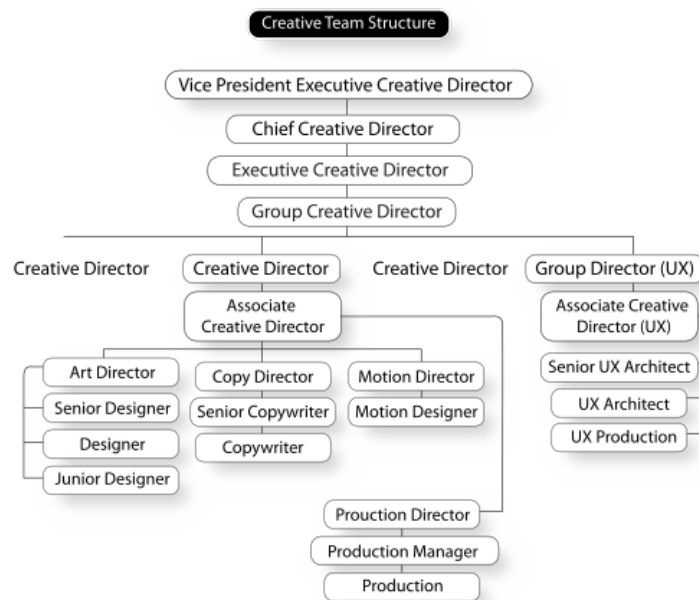 Creative Team Structure
Vice President Executive Creative Director
Chief Creative Director
Executive Creative Director
Group Creative Director
Creative Director
Creative Director
Creative Director
Group Director (UX)
Associate
Creative Director
Associate Creative
Director (UX)
Art Director
Copy Director
Motion Director
Senior UX Architect
Senior Designer
Senior Copywriter
Motion Designer
UX Architect
Designer
Copywriter
UX Production
Junior Designer
Prouction Director
Production Manager
Production